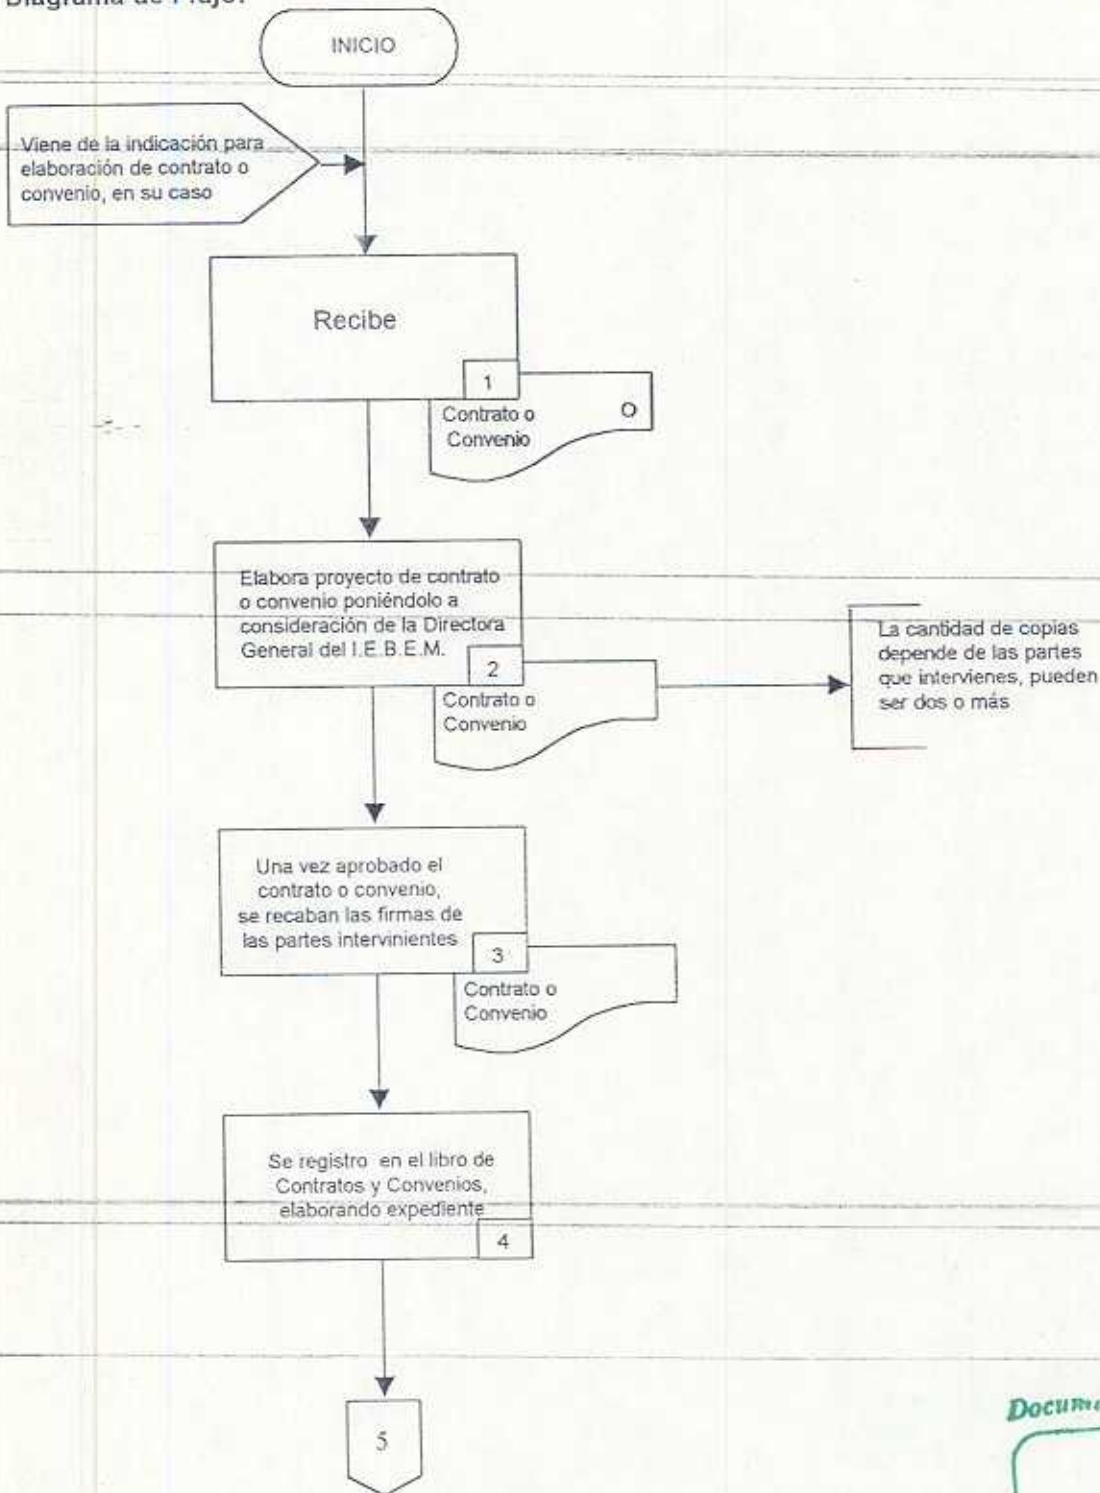 Diagrama de Flujo:
INICIO
Viene de la indicación para
elaboración de contrato o
convenio, en su caso
Recibe
1
Contrato o
Convenio
O
Elabora proyecto de contrato
o convenio poniéndolo a
consideración de la Directora
General del I.E.B.E.M.
2
Contrato o
Convenio
La cantidad de copias
depende de las partes
que intervienes, pueden
ser dos o más
Una vez aprobado el
contrato o convenio,
se recaban las firmas de
las partes intervinientes
3
Contrato o
Convenio
Se registro en el libro de
Contratos y Convenios,
elaborando expediente
4
5